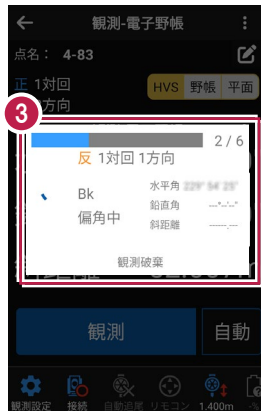 観測-電子野帳
点名： 4-83
正 1対回
HVS 野帳 平面
方向
3
2 / 6
反 1対回 1方向
Bk
偏角中
水平角 229° 54' 25"
鉛直角 ---°--'--"
斜距離 ------.---
観測破棄
観測
自動
観測設定 接続 自動追尾 リモコン 1.400m